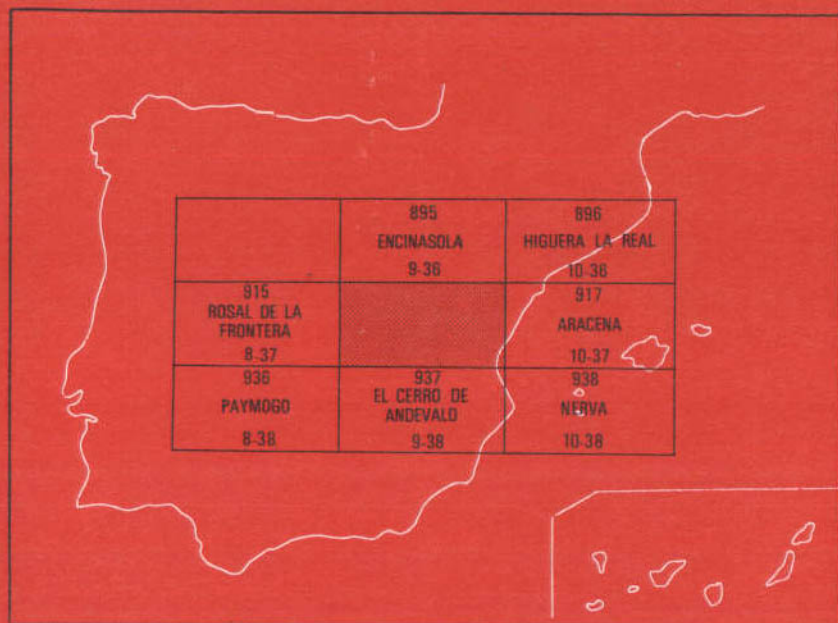 895
ENCINASOLA
9-36
896
HIGUERA LA REAL
10-36
915
ROSAL DE LA
FRONTERA
8-37
917
ARACENA
10-37
936
PAYMOGO
8-38
937
EL CERRO DE
ANDEVALO
9-38
938
NERVA
10-38